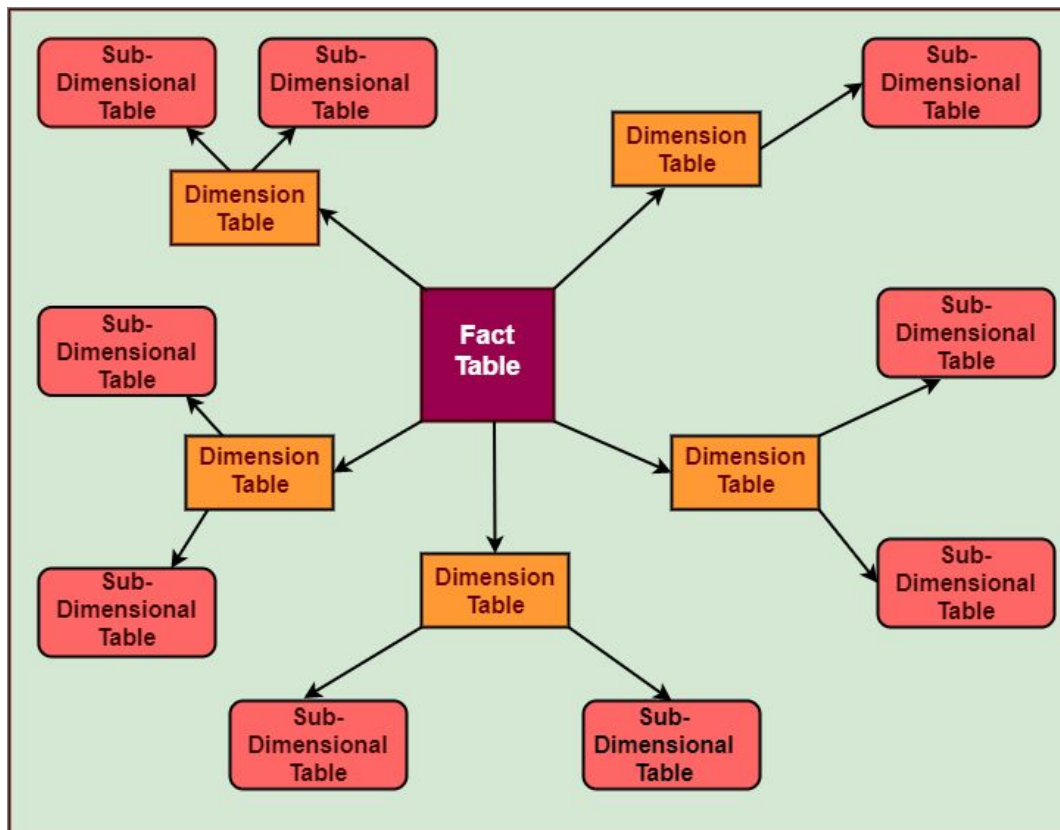 Sub-
Dimensional
Table
Sub-
Dimensional
Table
Sub-
Dimensional
Table
Dimension
Table
Dimension
Table
Fact
Table
Sub-
Dimensional
Table
Sub-
Dimensional
Table
Dimension
Table
Dimension
Table
Sub-
Dimensional
Table
Dimension
Table
Sub-
Dimensional
Table
Sub-
Dimensional
Table
Sub-
Dimensional
Table